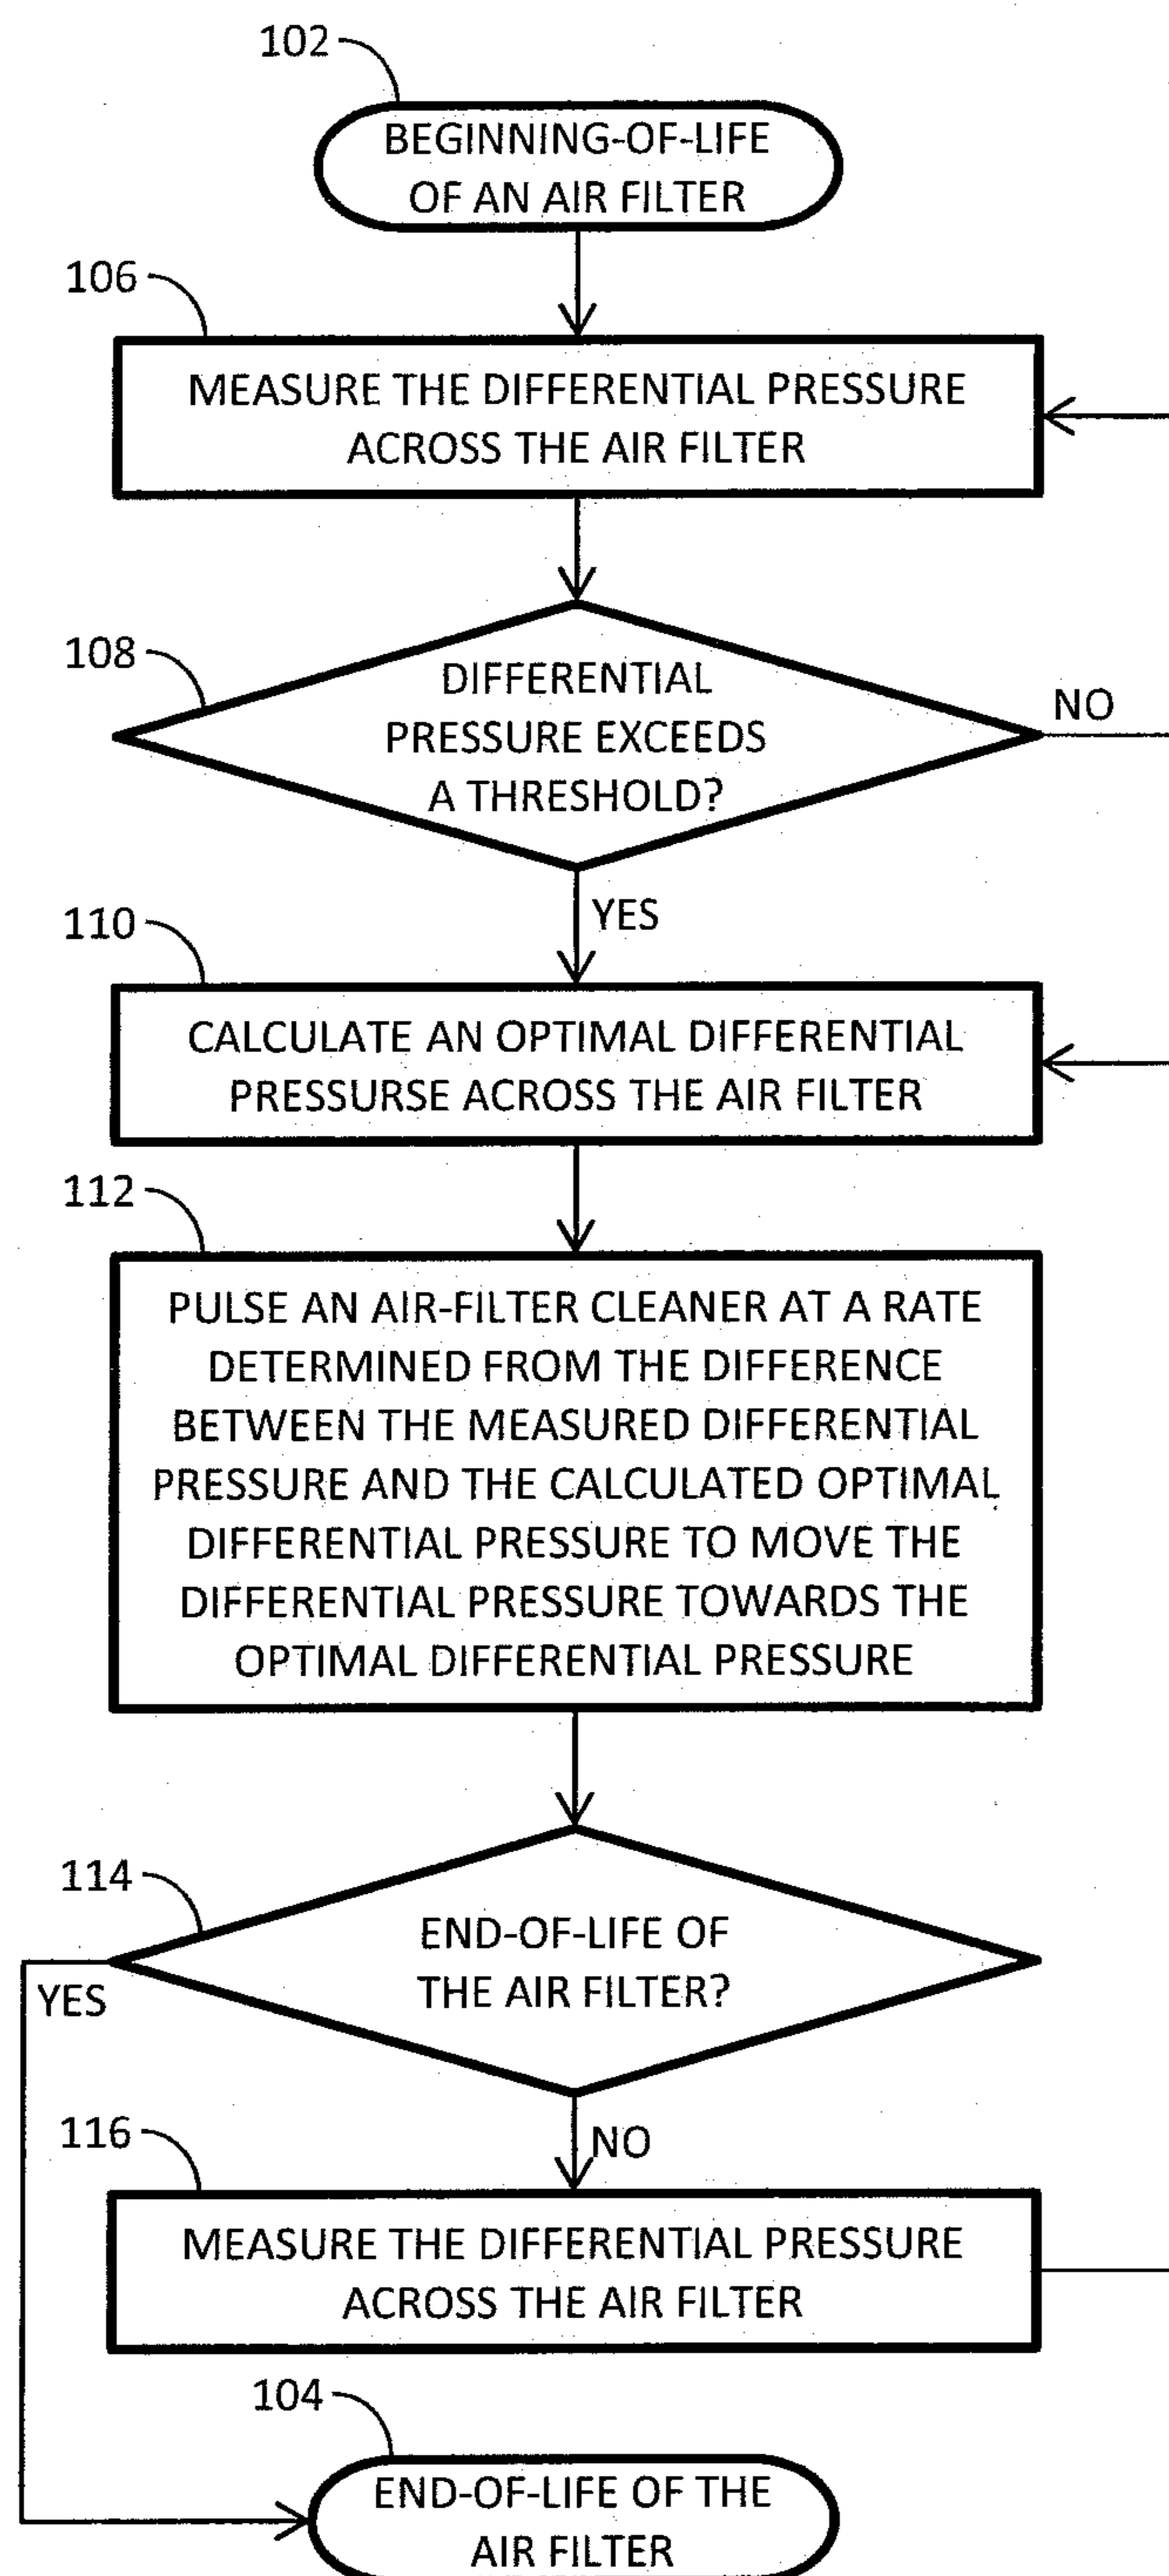 102
BEGINNING-OF-LIFE
OF AN AIR FILTER
106
MEASURE THE DIFFERENTIAL PRESSURE
ACROSS THE AIR FILTER
108
DIFFERENTIAL
PRESSURE EXCEEDS
A THRESHOLD?
NO
YES
110
CALCULATE AN OPTIMAL DIFFERENTIAL
PRESSURSE ACROSS THE AIR FILTER
112
PULSE AN AIR-FILTER CLEANER AT A RATE
DETERMINED FROM THE DIFFERENCE
BETWEEN THE MEASURED DIFFERENTIAL
PRESSURE AND THE CALCULATED OPTIMAL
DIFFERENTIAL PRESSURE TO MOVE THE
DIFFERENTIAL PRESSURE TOWARDS THE
OPTIMAL DIFFERENTIAL PRESSURE
114
END-OF-LIFE OF
THE AIR FILTER?
YES
NO
116
MEASURE THE DIFFERENTIAL PRESSURE
ACROSS THE AIR FILTER
104
END-OF-LIFE OF THE
AIR FILTER